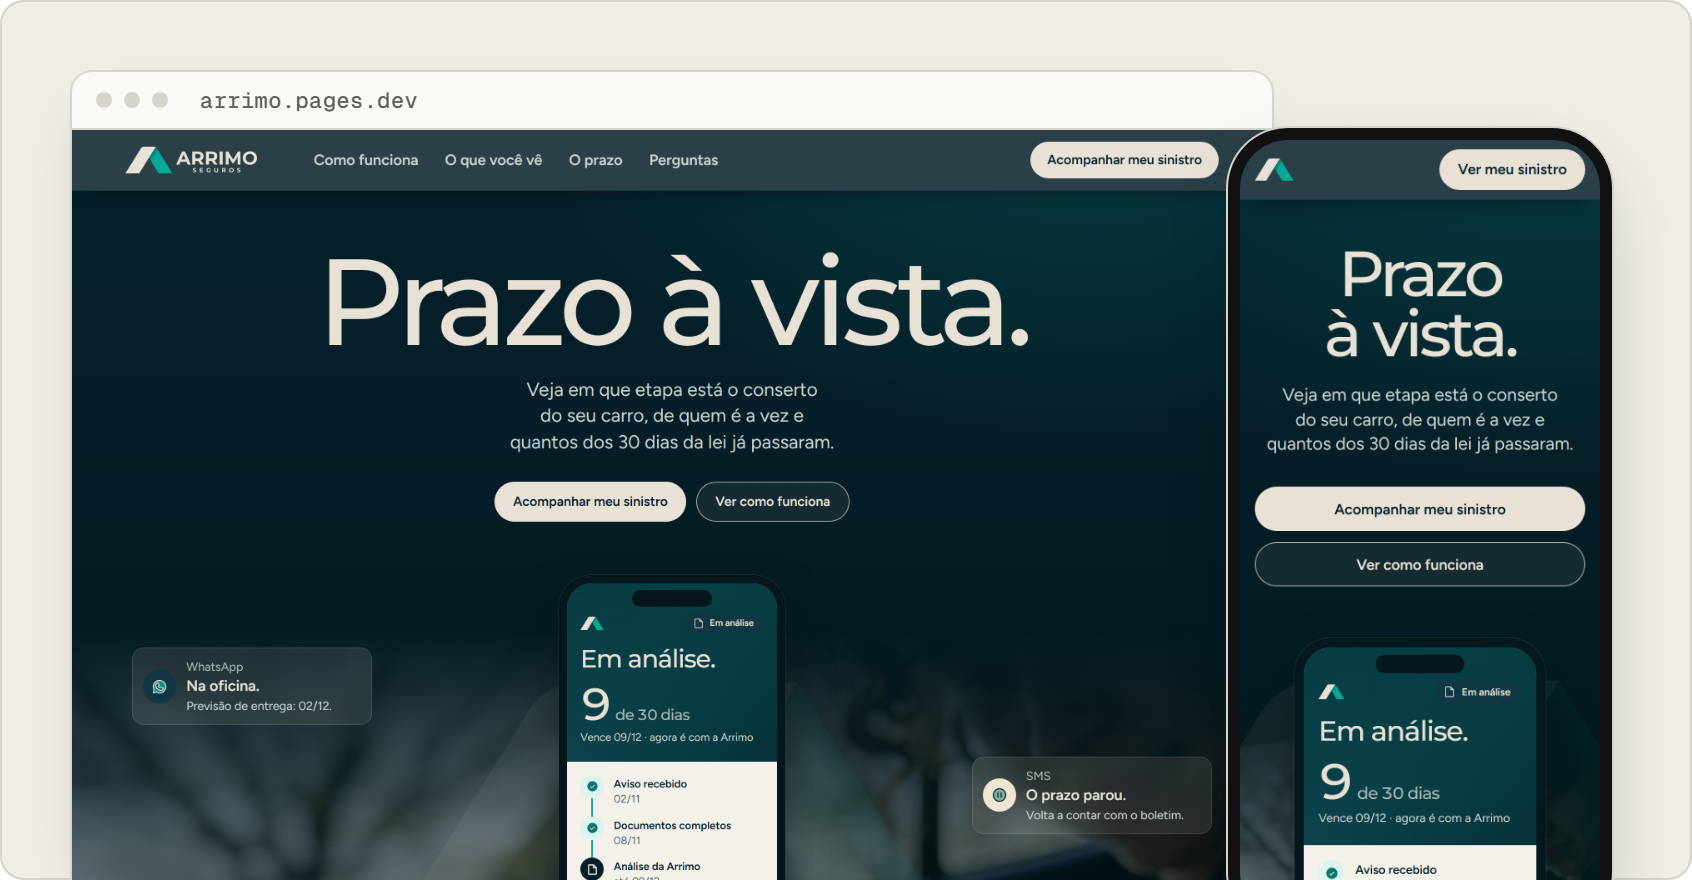 arrimo.pages.dev
ARRIMO
SEGUROS
Como funciona
O que você vê
O prazo
Perguntas
Acompanhar meu sinistro
Prazo à vista.
Veja em que etapa está o conserto
do seu carro, de quem é a vez e
quantos dos 30 dias da lei já passaram.
Acompanhar meu sinistro
Ver como funciona
WhatsApp
Na oficina.
Previsão de entrega: 02/12.
Em análise
Em análise.
9 de 30 dias
Vence 09/12 · agora é com a Arrimo
Aviso recebido
02/11
Documentos completos
08/11
Análise da Arrimo
SMS
O prazo parou.
Volta a contar com o boletim.
Ver meu sinistro
Prazo
à vista.
Veja em que etapa está o conserto
do seu carro, de quem é a vez e
quantos dos 30 dias da lei já passaram.
Acompanhar meu sinistro
Ver como funciona
Em análise
Em análise.
9 de 30 dias
Vence 09/12 · agora é com a Arrimo
Aviso recebido